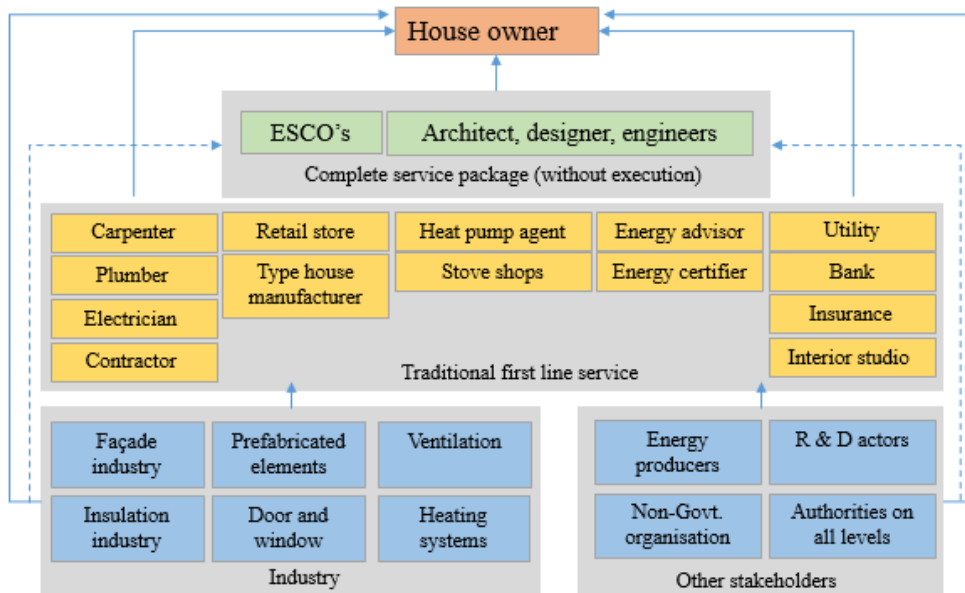 House owner
ESCO's
Architect, designer, engineers
Complete service package (without execution)
Carpenter
Retail store
Heat pump agent
Energy advisor
Utility
Plumber
Type house
manufacturer
Stove shops
Energy certifier
Bank
Electrician
Insurance
Contractor
Interior studio
Traditional first line service
Façade
industry
Prefabricated
elements
Ventilation
Energy
producers
R & D actors
Insulation
industry
Door and
window
Heating
systems
Non-Govt.
organisation
Authorities on
all levels
Industry
Other stakeholders